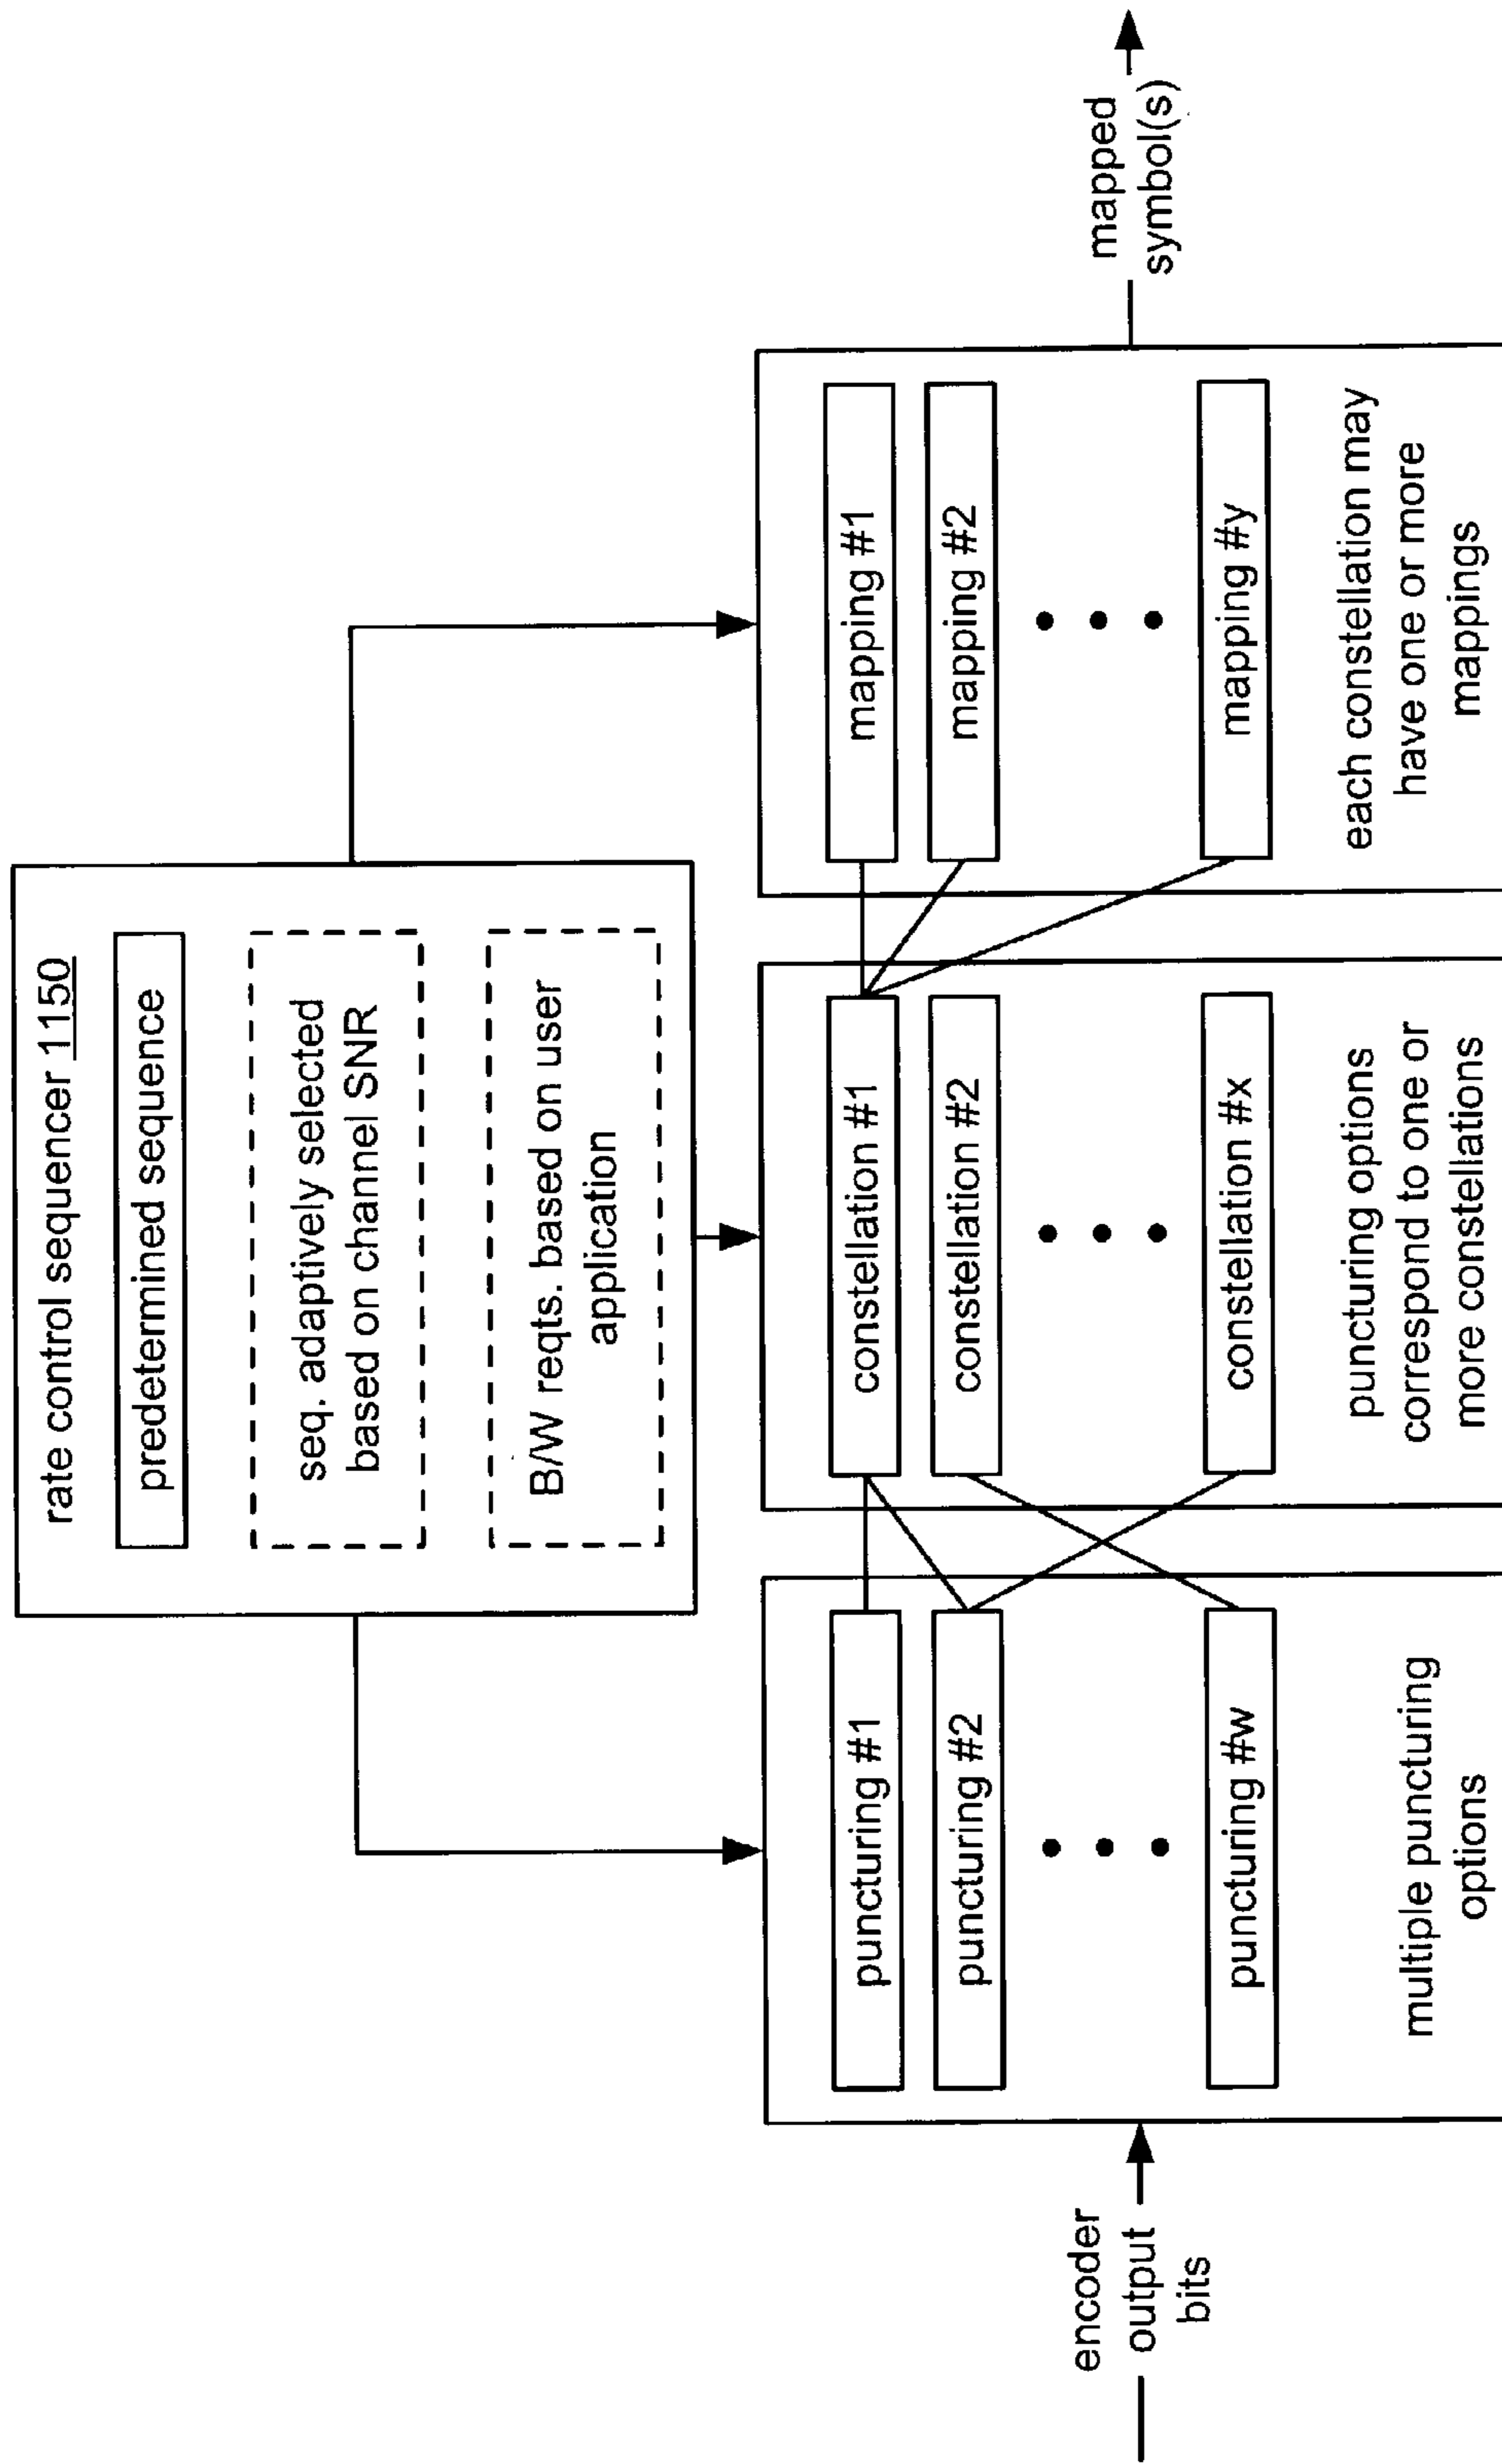 rate control sequencer 1150
predetermined sequence
seq. adaptively selected
based on channel SNR
B/W reqts. based on user
application
encoder
output
bits
puncturing #1
puncturing #2
puncturing #w
multiple puncturing
options
constellation #1
constellation #2
constellation #x
puncturing options
correspond to one or
more constellations
mapping #1
mapping #2
mapping #y
each constellation may
have one or more
mappings
mapped
symbol(s)